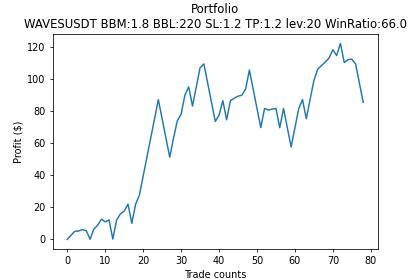 Portfolio
WAVESUSDT BBM:1.8 BBL:220 SL:1.2 TP:1.2 lev:20 WinRatio:66.0
120
100
80
60
40
20
0
Profit ($)
0 10 20 30 40 50 60 70 80
Trade counts